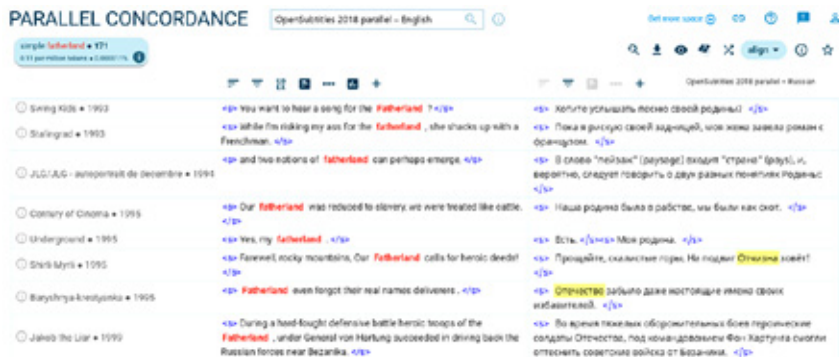 PARALLEL CONCORDANCE
OpenSubtitles 2018 parallel – English
Get more space
simple fatherland • 171
0.11 per million tokens • 0.000011%
align
OpenSubtitles 2018 parallel – Russian
Swing Kids • 1993
<s> You want to hear a song for the Fatherland ? </s>
<s> Хотите услышать песню своей родины) </s>
Stalingrad • 1993
<s> While I'm risking my ass for the fatherland , she shacks up with a
Frenchman. </s>
<s> Пока я рискую своей задницей, моя жена завела роман с
французом. </s>
JLG/JLG - autoportrait de décembre • 1994
<s> and two notions of fatherland can perhaps emerge. </s>
<s> В слово "пейзаж" (paysage) входит "страна" (pays), и,
вероятно, следует говорить о двух разных понятиях Родины:
</s>
Century of Cinema • 1995
<s> Our fatherland was reduced to slavery, we were treated like cattle.
</s>
<s> Наша родина была в рабстве, мы были как скот. </s>
Underground • 1995
<s> Yes, my fatherland . </s>
<s> Есть. </s><s> Моя родина. </s>
Shirli-Myrli • 1995
<s> Farewell, rocky mountains, Our Fatherland calls for heroic deeds!
</s>
<s> Прощайте, скалистые горы, На подвиг Отчизна зовёт!
</s>
Baryshnya-krestyanka • 1995
<s> Fatherland even forgot their real names deliverers . </s>
<s> Отечество забыло даже настоящие имена своих
избавителей. </s>
Jakob the Liar • 1999
<s> During a hard-fought defensive battle heroic troops of the
Fatherland , under General von Hartung succeeded in driving back the
Russian forces near Bezanika. </s>
<s> Во время тяжелых оборонительных боев героические
солдаты Отечества, под командованием Фон Хартунга смогли
оттеснить советские войска от Безаники. </s>